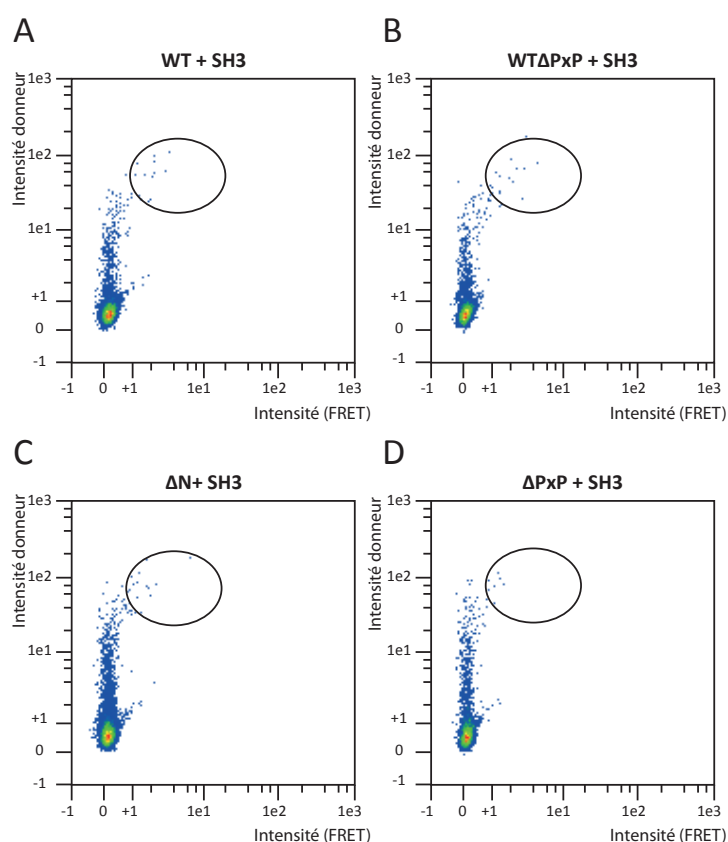 A
WT + SH3
Intensité donneur
1e3
1e2
1e1
+1
0
-1
-1 0 +1 1e1 1e2 1e3
Intensité (FRET)
B
WTΔPxP + SH3
Intensité donneur
1e3
1e2
1e1
+1
0
-1
-1 0 +1 1e1 1e2 1e3
Intensité (FRET)
C
ΔN+ SH3
Intensité donneur
1e3
1e2
1e1
+1
0
-1
-1 0 +1 1e1 1e2 1e3
Intensité (FRET)
D
ΔPxP + SH3
Intensité donneur
1e3
1e2
1e1
+1
0
-1
-1 0 +1 1e1 1e2 1e3
Intensité (FRET)